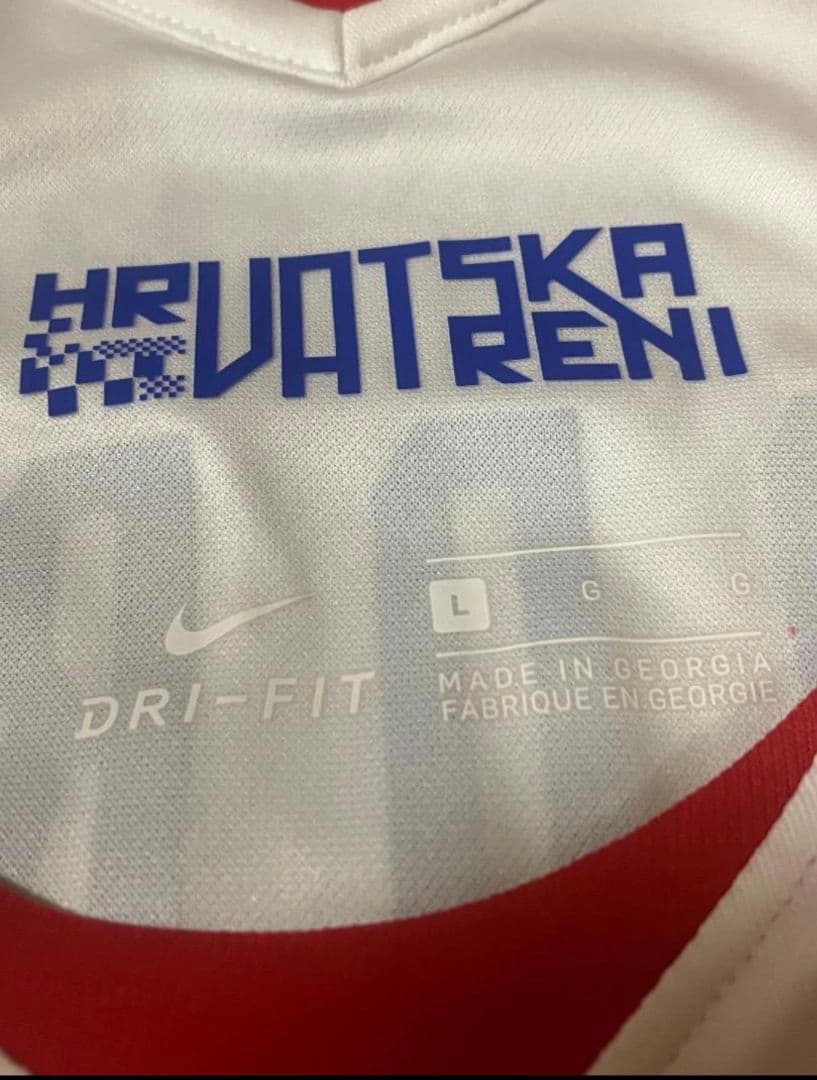 HRVATSKA
VATRENI
L G G
MADE IN GEORGIA
FABRIQUE EN GEORGIE
DRI-FIT